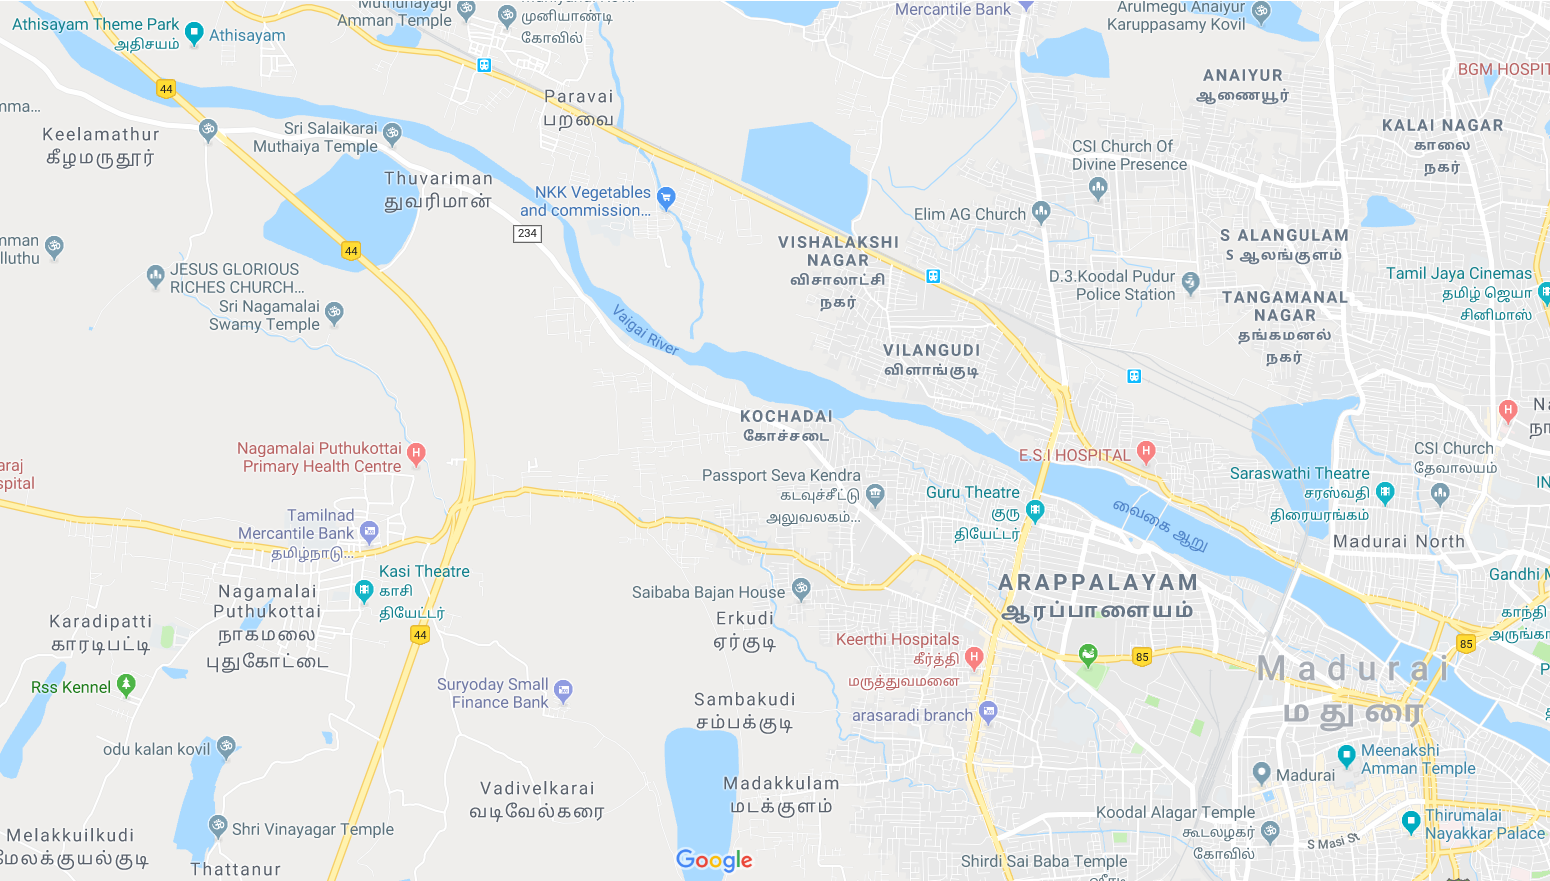 Muthunayagi
Amman Temple
முனியாண்டி
கோவில்
Mercantile Bank
Arulmegu Anaiyur
Karuppasamy Kovil
Athisayam Theme Park
அதிசயம்
Athisayam
44
ANAIYUR
ஆணையூர்
BGM HOSPIT
Paravai
பறவை
Keelamathur
கீழமருதூர்
Sri Salaikarai
Muthaiya Temple
KALAI NAGAR
காலை
நகர்
CSI Church Of
Divine Presence
Thuvariman
துவரிமான்
NKK Vegetables
and commission...
Elim AG Church
234
44
VISHALAKSHI
NAGAR
விசாலாட்சி
நகர்
S ALANGULAM
S ஆலங்குளம்
JESUS GLORIOUS
RICHES CHURCH...
D.3.Koodal Pudur
Police Station
Tamil Jaya Cinemas
தமிழ் ஜெயா
சினிமாஸ்
TANGAMANAL
NAGAR
தங்கமனல்
நகர்
Sri Nagamalai
Swamy Temple
Vaigai River
VILANGUDI
விளாங்குடி
KOCHADAI
கோச்சடை
Nagamalai Puthukottai
Primary Health Centre
E.S.I HOSPITAL
CSI Church
தேவாலயம்
Passport Seva Kendra
கடவுச்சீட்டு
அலுவலகம்...
Saraswathi Theatre
சரஸ்வதி
திரையரங்கம்
Guru Theatre
குரு
தியேட்டர்
வைகை ஆறு
Tamilnad
Mercantile Bank
தமிழ்நாடு...
Madurai North
Kasi Theatre
காசி
தியேட்டர்
ARAPPALAYAM
ஆரப்பாளையம்
Saibaba Bajan House
Nagamalai
Puthukottai
நாகமலை
புதுகோட்டை
Karadipatti
காரடிபட்டி
Erkudi
ஏர்குடி
44
Keerthi Hospitals
கீர்த்தி
மருத்துவமனை
85
85
Madurai
மதுரை
Rss Kennel
Suryoday Small
Finance Bank
Sambakudi
சம்பக்குடி
arasaradi branch
odu kalan kovil
Meenakshi
Amman Temple
Madurai
Vadivelkarai
வடிவேல்கரை
Madakkulam
மடக்குளம்
Koodal Alagar Temple
கூடலழகர்
கோவில்
Thirumalai
Nayakkar Palace
Shri Vinayagar Temple
Melakkuilkudi
மேலக்குயல்குடி
S Masi St
Thattanur
Google
Shirdi Sai Baba Temple